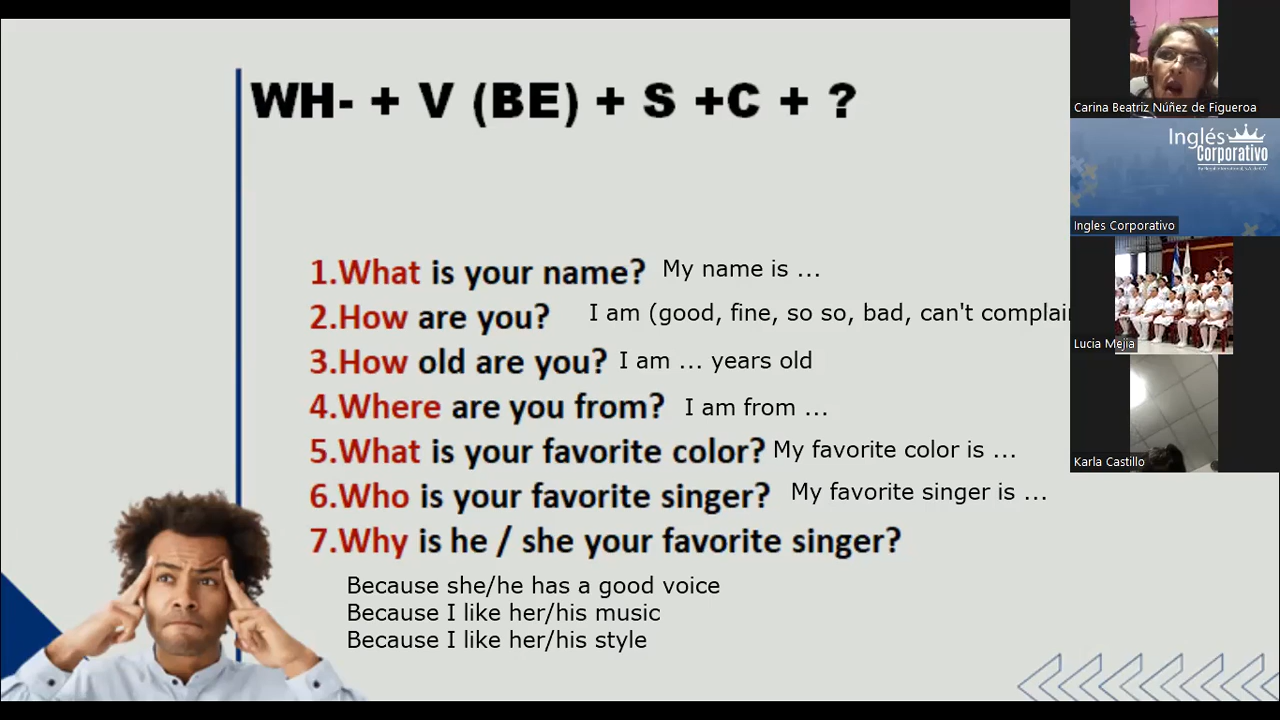 WH- + V (BE) + S +C + ?
1.What is your name? My name is ...
2.How are you? I am (good, fine, so so, bad, can't complai
3.How old are you? I am ... years old
4.Where are you from? I am from ...
5.What is your favorite color? My favorite color is ...
6.Who is your favorite singer? My favorite singer is ...
7.Why is he / she your favorite singer?
Because she/he has a good voice
Because I like her/his music
Because I like her/his style
Carina Beatriz Núñez de Figueroa
Inglés
Corporativo
Ingles Corporativo
Lucia Mejía
Karla Castillo